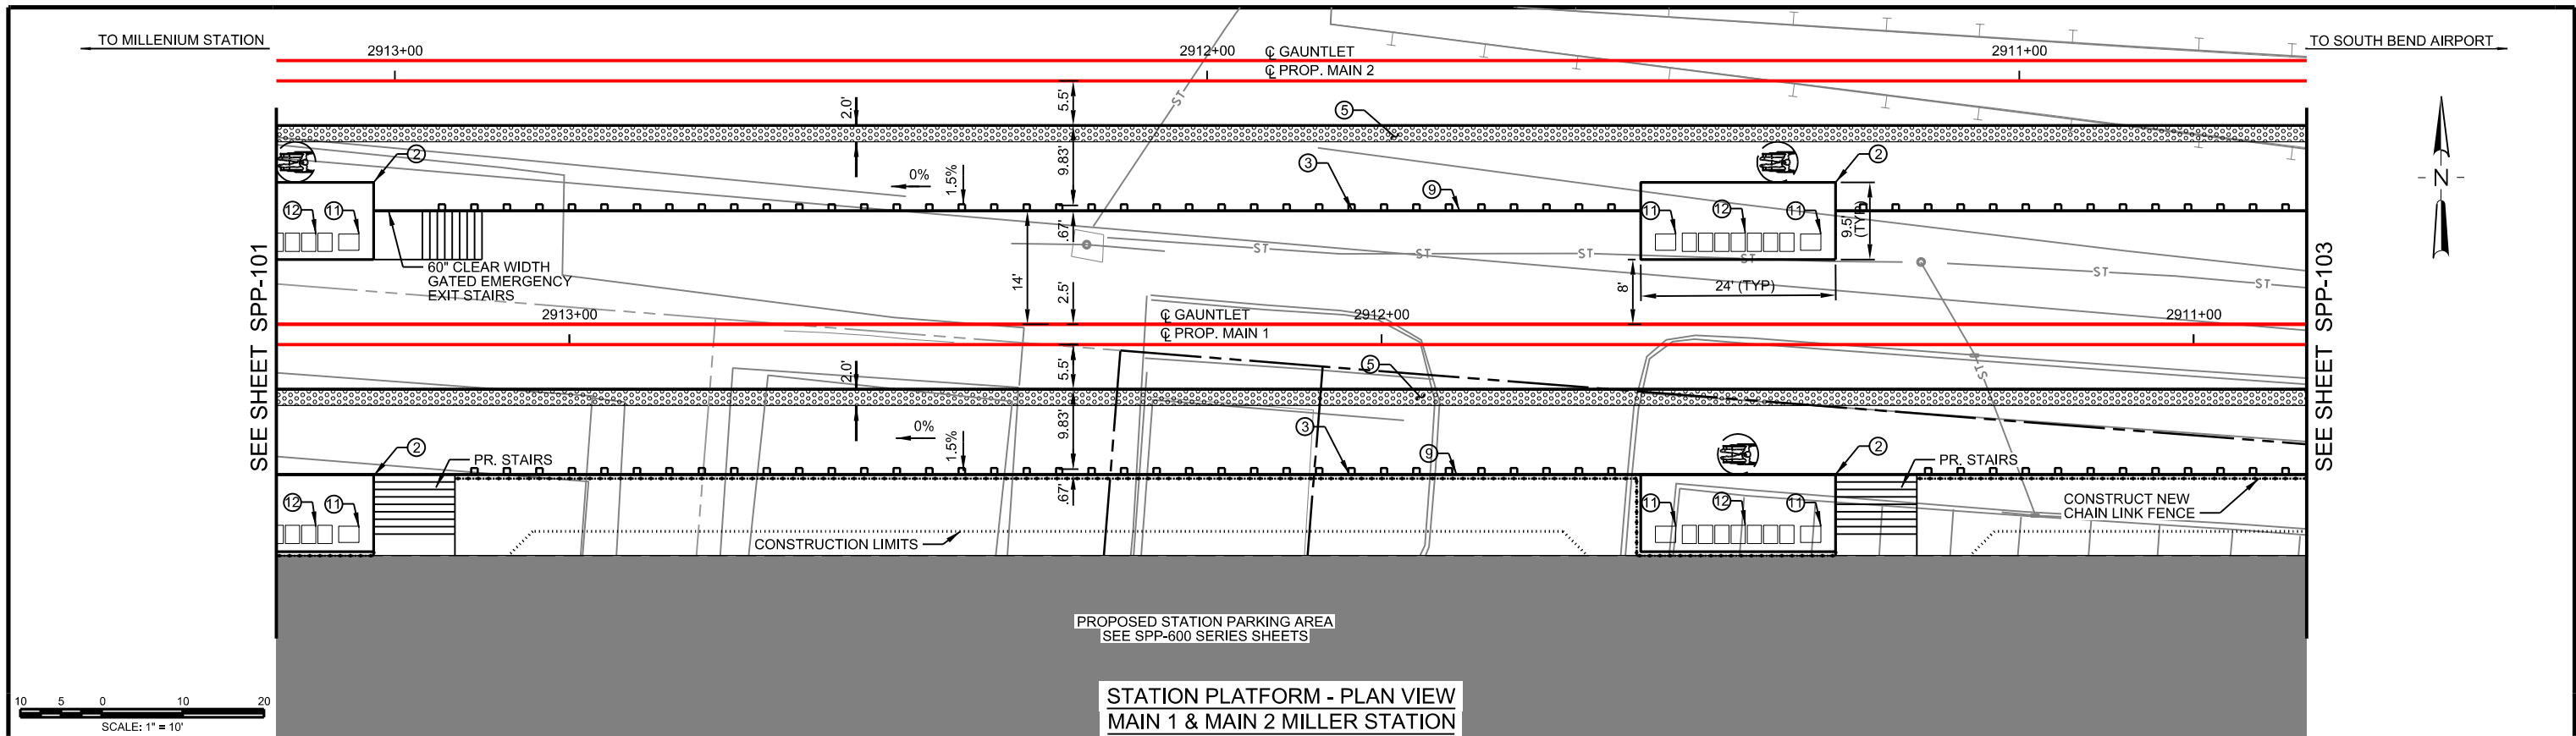 TO MILLENIUM STATION
2913+00
2912+00
℄ GAUNTLET
℄ PROP. MAIN 2
2911+00
TO SOUTH BEND AIRPORT
5.5'
2.0'
ST
5
9.83'
2
0%
1.5%
3
9
2
N
12
11
.67'
11
12
11
9.5'
(TYP)
60" CLEAR WIDTH
GATED EMERGENCY
EXIT STAIRS
ST
ST
ST
ST
ST
ST
14'
2.5'
8'
24' (TYP)
SEE SHEET SPP-101
SEE SHEET SPP-103
2913+00
℄ GAUNTLET
℄ PROP. MAIN 1
2912+00
2911+00
5.5'
2.0'
5
ST
9.83'
0%
1.5%
3
9
2
PR. STAIRS
2
PR. STAIRS
12
11
.67'
11
12
11
CONSTRUCT NEW
CHAIN LINK FENCE
CONSTRUCTION LIMITS
PROPOSED STATION PARKING AREA
SEE SPP-600 SERIES SHEETS
STATION PLATFORM - PLAN VIEW
MAIN 1 & MAIN 2 MILLER STATION
10 5 0 10 20
SCALE: 1" = 10'